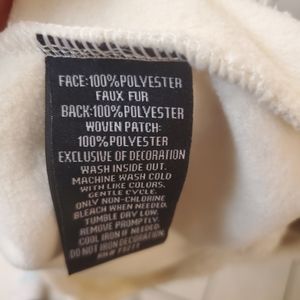 FACE:100%POLYESTER
FAUX FUR
BACK:100%POLYESTER
WOVEN PATCH:
100%POLYESTER
EXCLUSIVE OF DECORATION
WASH INSIDE OUT.
MACHINE WASH COLD
WITH LIKE COLORS.
GENTLE CYCLE.
ONLY NON-CHLORINE
BLEACH WHEN NEEDED.
TUMBLE DRY LOW.
REMOVE PROMPTLY.
COOL IRON IF NEEDED.
DO NOT IRON DECORATION.